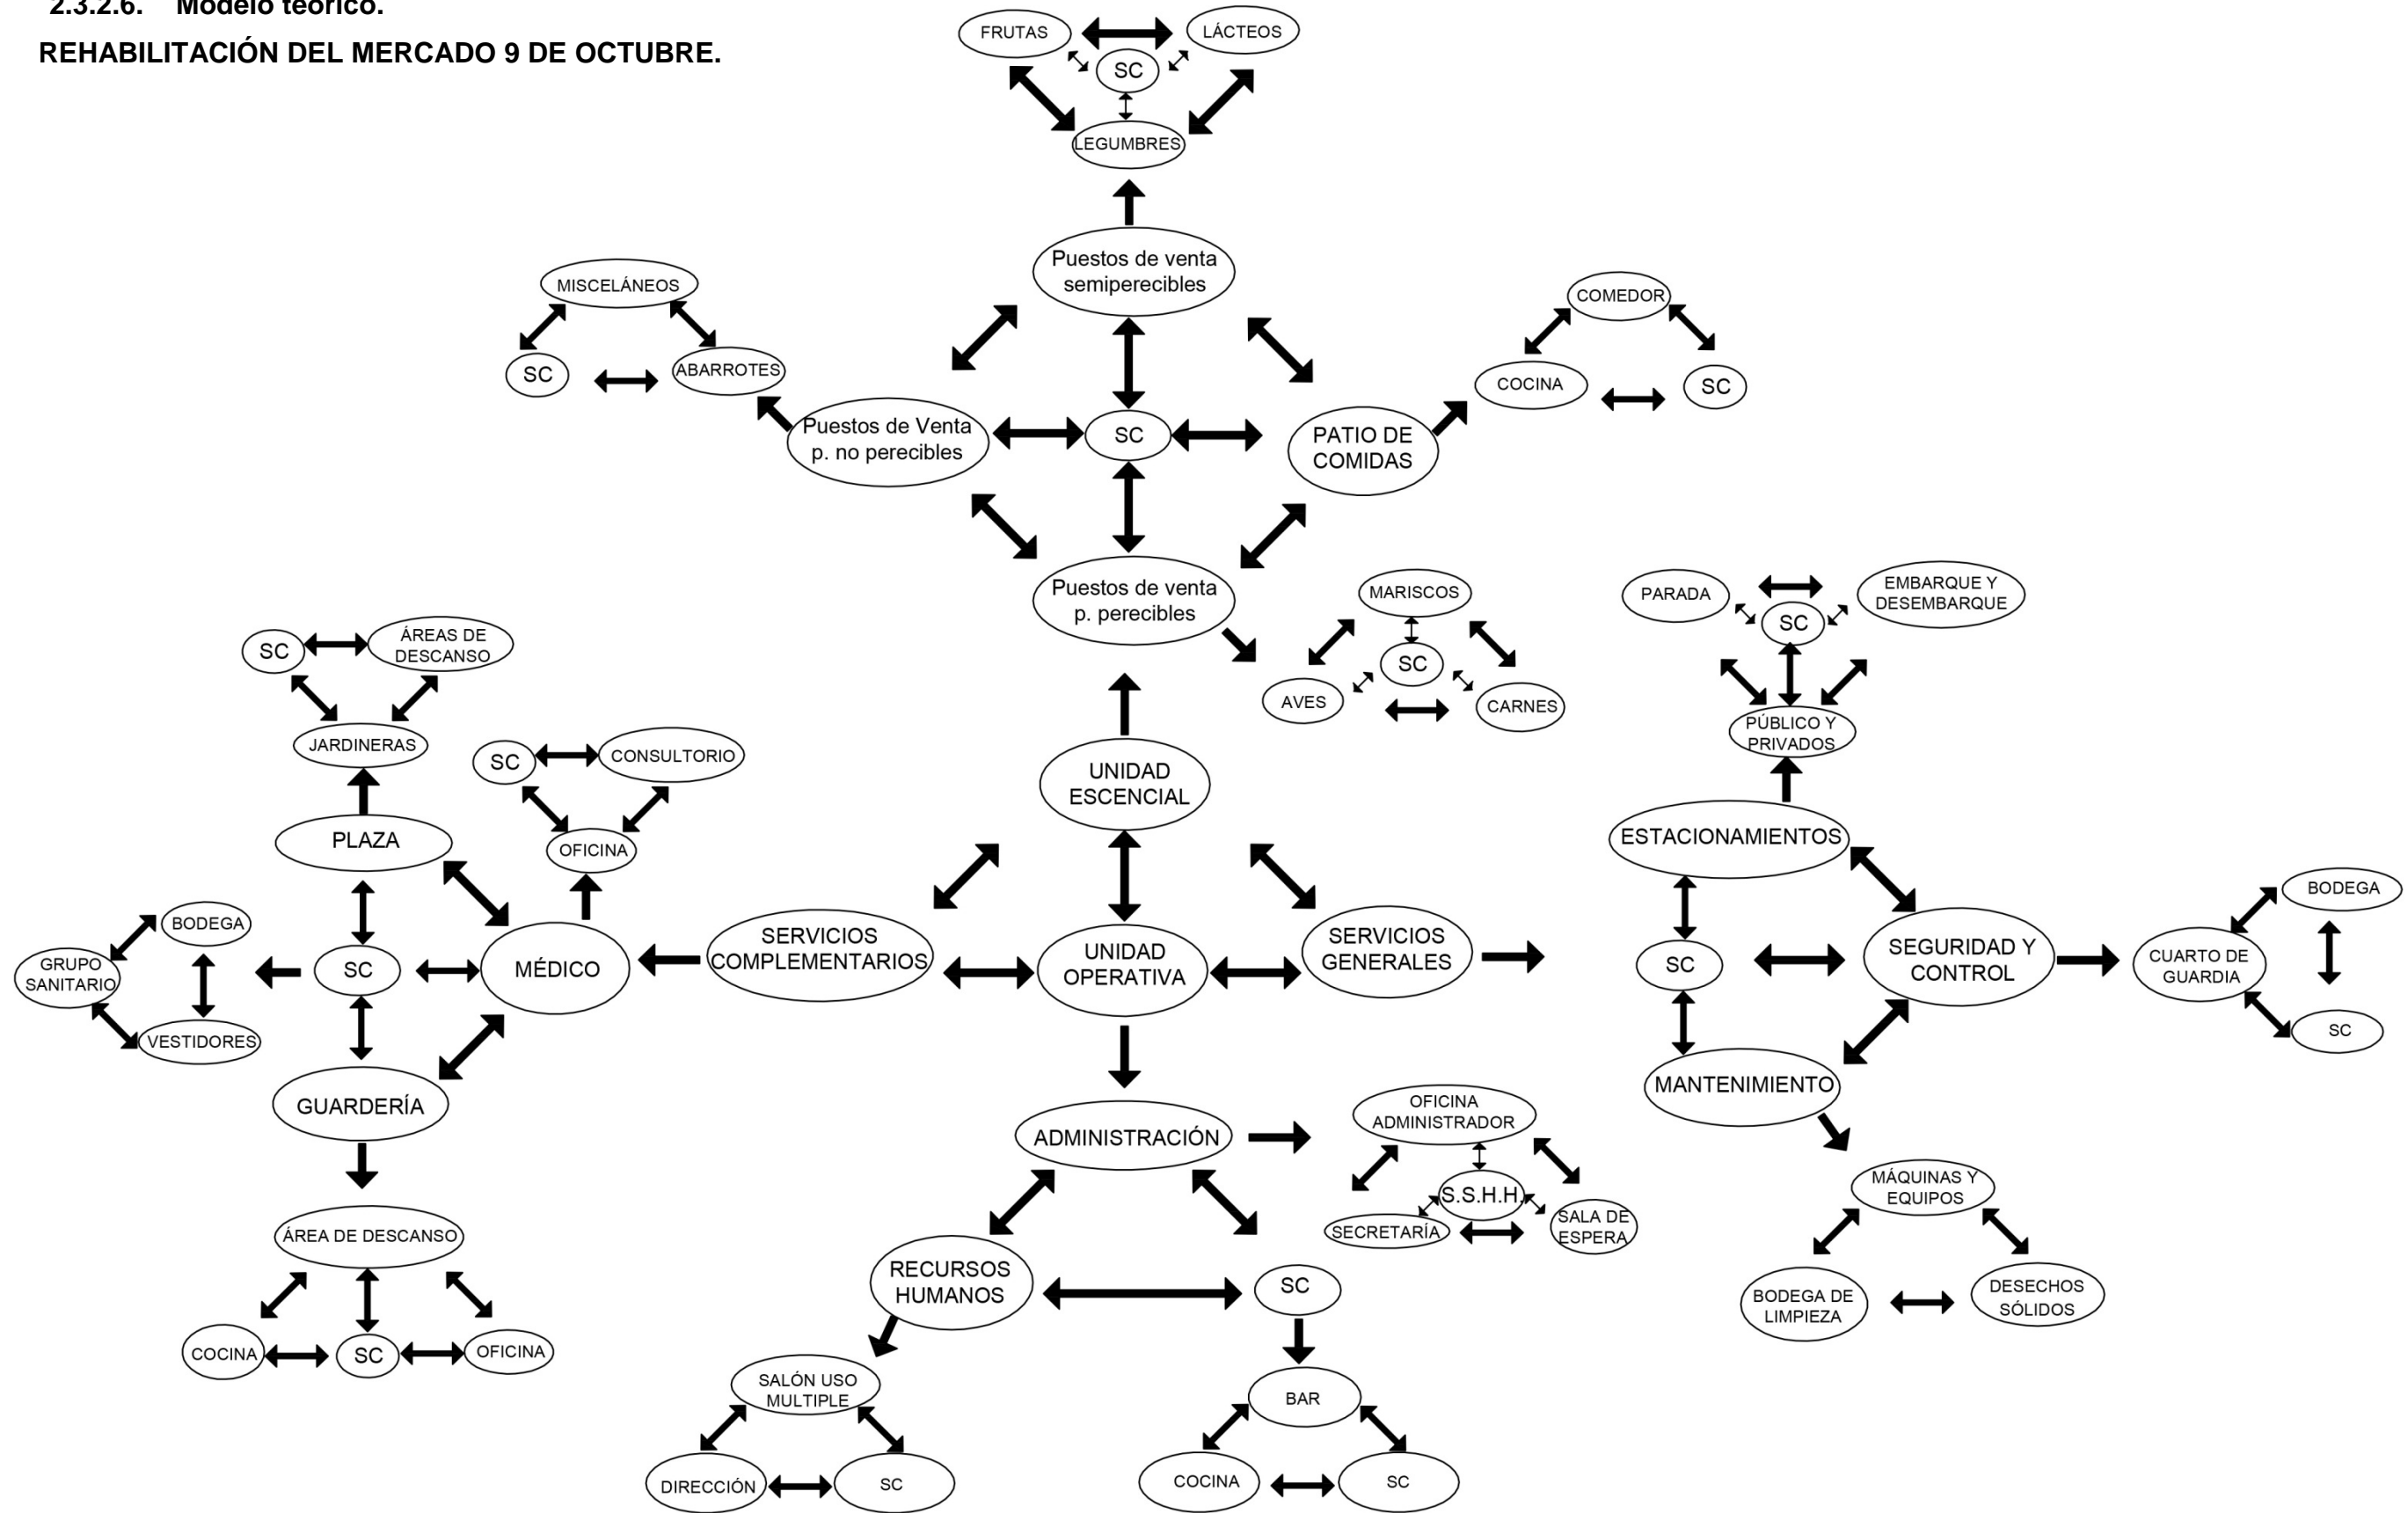 2.3.2.6. Modelo teórico.
REHABILITACIÓN DEL MERCADO 9 DE OCTUBRE.
FRUTAS
LÁCTEOS
SC
LEGUMBRES
Puestos de venta
semiperecibles
MISCELÁNEOS
SC
ABARROTES
COMEDOR
COCINA
SC
Puestos de Venta
p. no perecibles
SC
PATIO DE
COMIDAS
Puestos de venta
p. perecibles
MARISCOS
SC
AVES
CARNES
PARADA
EMBARQUE Y
DESEMBARQUE
SC
PÚBLICO Y
PRIVADOS
SC
ÁREAS DE
DESCANSO
JARDINERAS
SC
CONSULTORIO
OFICINA
PLAZA
UNIDAD
ESCENCIAL
ESTACIONAMIENTOS
BODEGA
GRUPO
SANITARIO
VESTIDORES
SC
MÉDICO
SERVICIOS
COMPLEMENTARIOS
UNIDAD
OPERATIVA
SERVICIOS
GENERALES
SC
SEGURIDAD Y
CONTROL
CUARTO DE
GUARDIA
BODEGA
SC
GUARDERÍA
MANTENIMIENTO
ADMINISTRACIÓN
OFICINA
ADMINISTRADOR
S.S.H.H.
SECRETARÍA
SALA DE
ESPERA
MÁQUINAS Y
EQUIPOS
BODEGA DE
LIMPIEZA
DESECHOS
SÓLIDOS
ÁREA DE DESCANSO
COCINA
SC
OFICINA
RECURSOS
HUMANOS
SC
SALÓN USO
MULTIPLE
DIRECCIÓN
SC
BAR
COCINA
SC